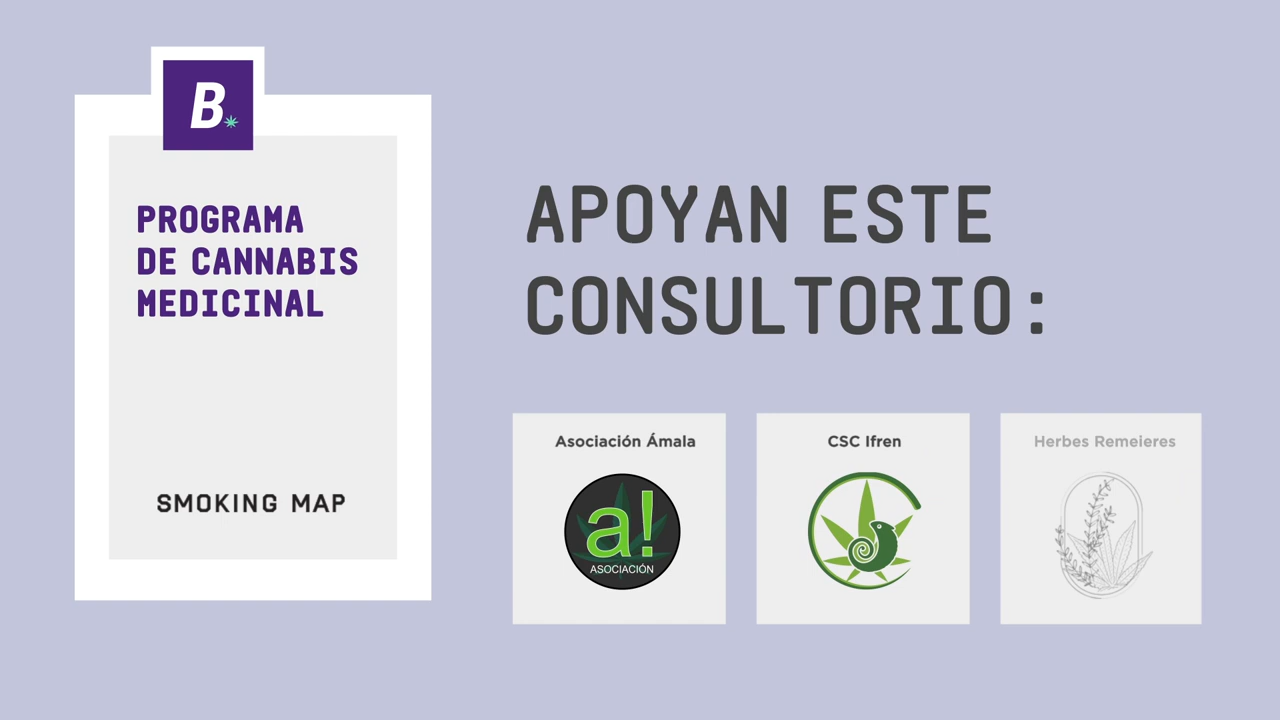 B
PROGRAMA
DE CANNABIS
MEDICINAL
SMOKING MAP
APOYAN ESTE
CONSULTORIO:
Asociación Ámala
a!
ASOCIACIÓN
CSC Ifren
Herbes Remeieres